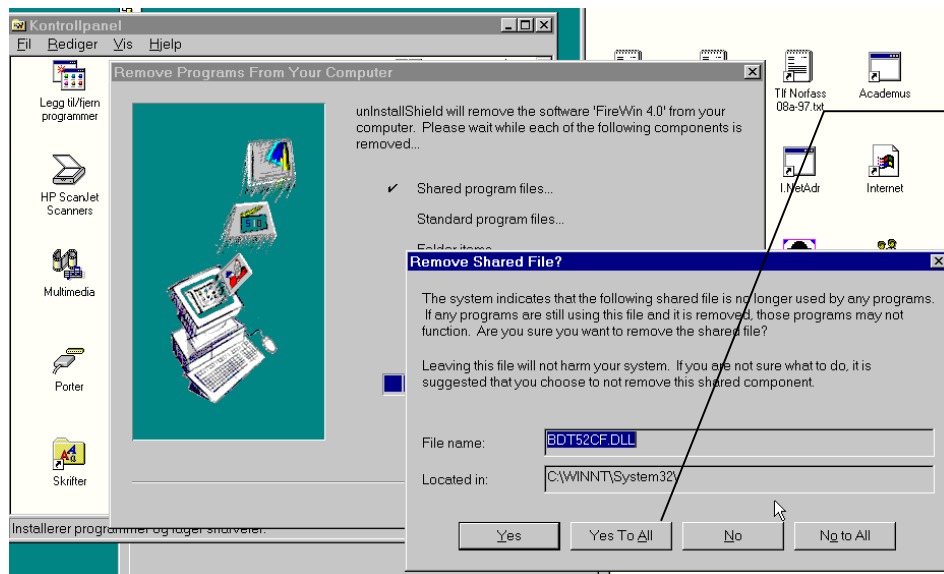 Kontrollpanel
Fil Rediger Vis Hjelp
Legg til/fjern
programmer
HP ScanJet
Scanners
Multimedia
Porter
Skrifter
Installerer programmer og lager snarveier.
Remove Programs From Your Computer
unInstallShield will remove the software 'FireWin 4.0' from your
computer. Please wait while each of the following components is
removed...
✔ Shared program files...
Standard program files...
Folder items...
Tlf Norfass
08a-97.txt
Academus
I.NetAdr
Internet
Remove Shared File?
The system indicates that the following shared file is no longer used by any programs.
If any programs are still using this file and it is removed, those programs may not
function. Are you sure you want to remove the shared file?
Leaving this file will not harm your system. If you are not sure what to do, it is
suggested that you choose to not remove this shared component.
File name: BDT52CF.DLL
Located in: C:\WINNT\System32\
Yes Yes To All No No to All